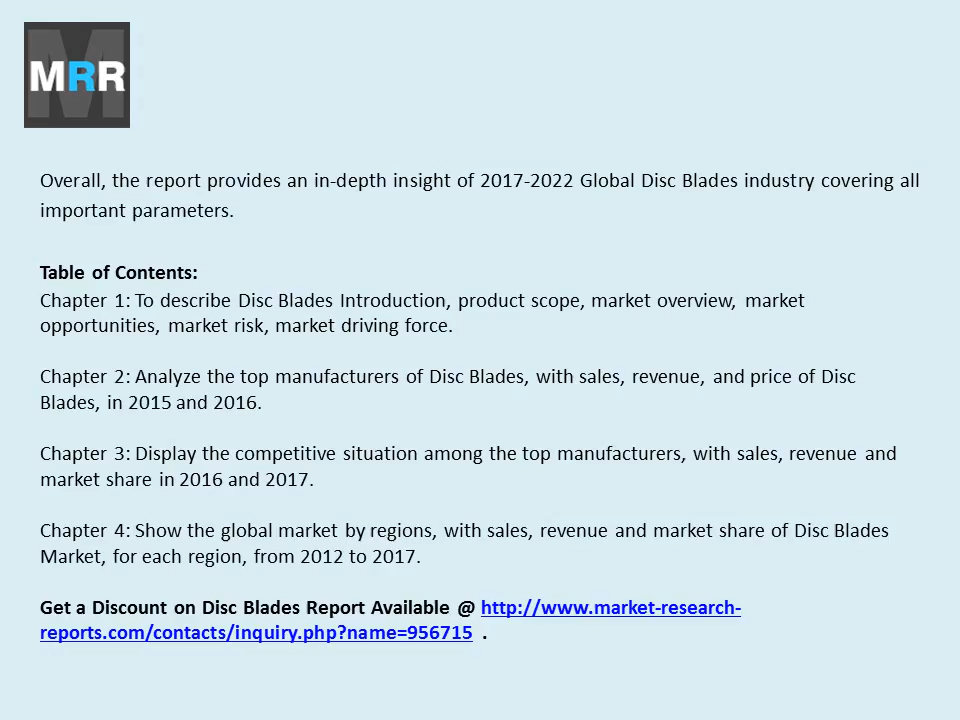 MRR
Overall, the report provides an in-depth insight of 2017-2022 Global Disc Blades industry covering all
important parameters.
Table of Contents:
Chapter 1: To describe Disc Blades Introduction, product scope, market overview, market
opportunities, market risk, market driving force.
Chapter 2: Analyze the top manufacturers of Disc Blades, with sales, revenue, and price of Disc
Blades, in 2015 and 2016.
Chapter 3: Display the competitive situation among the top manufacturers, with sales, revenue and
market share in 2016 and 2017.
Chapter 4: Show the global market by regions, with sales, revenue and market share of Disc Blades
Market, for each region, from 2012 to 2017.
Get a Discount on Disc Blades Report Available @ http://www.market-research-
reports.com/contacts/inquiry.php?name=956715 .